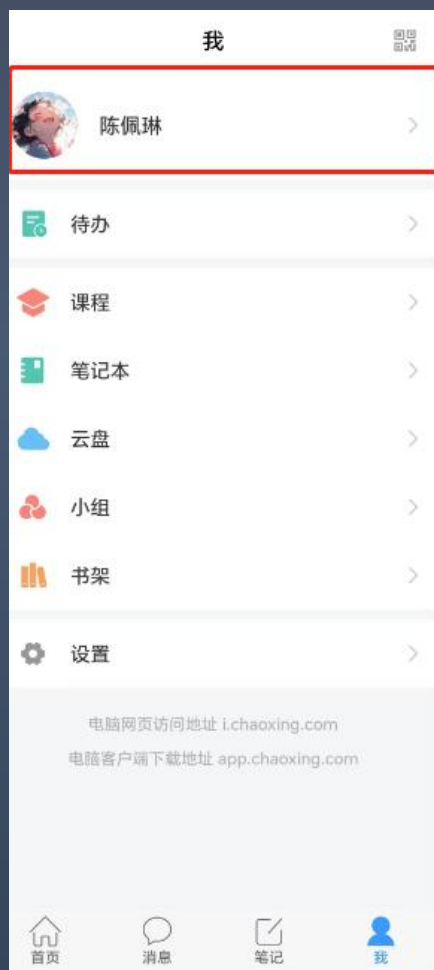 我
陈佩琳
待办
课程
笔记本
云盘
小组
书架
设置
电脑网页访问地址 i.chaoxing.com
电脑客户端下载地址 app.chaoxing.com
首页
消息
笔记
我